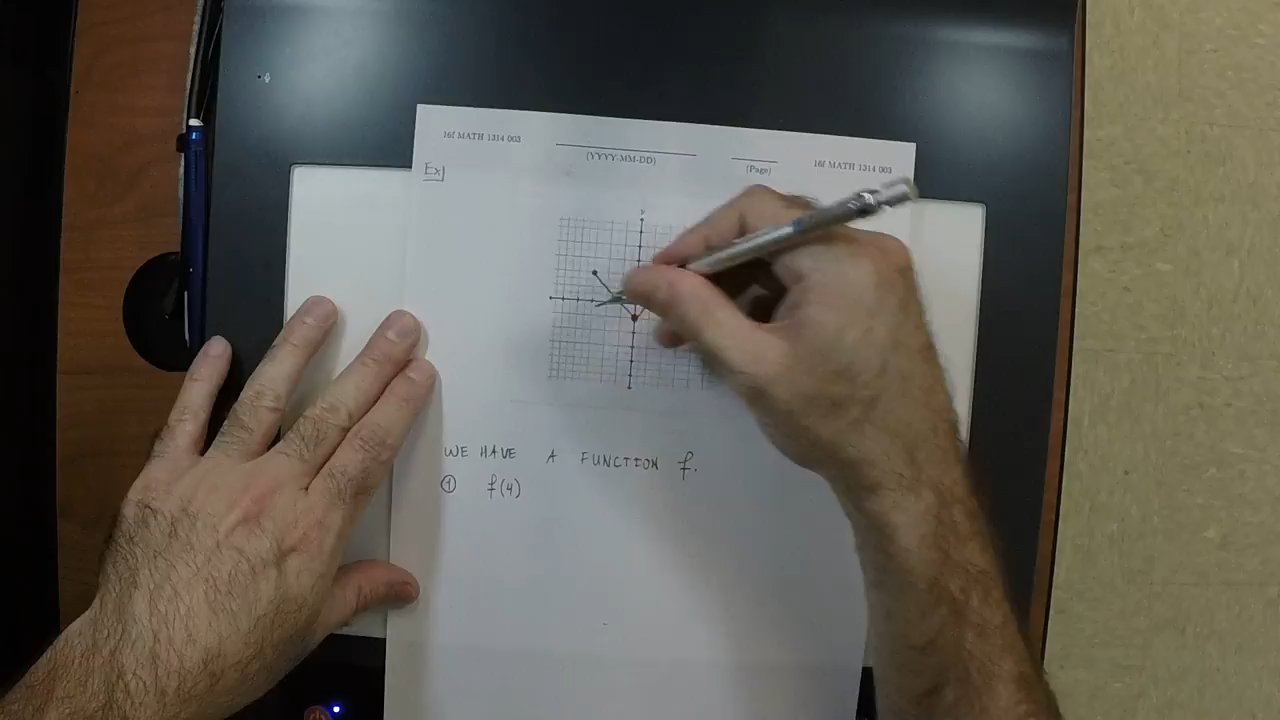 16f MATH 1314 003
(YYYY-MM-DD)
(Page)
16f MATH 1314 003
Ex
y
WE HAVE A FUNCTION f.
① f(4)